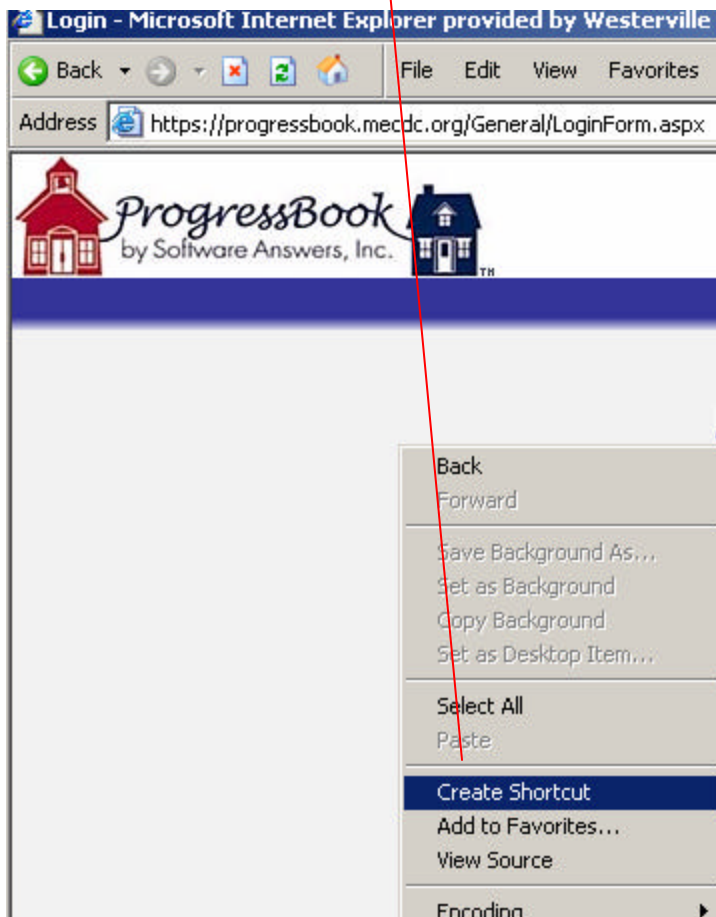 Login - Microsoft Internet Explorer provided by Westerville
Back File Edit View Favorites
Address https://progressbook.mecdc.org/General/LoginForm.aspx
ProgressBook
by Software Answers, Inc.
TM
Back
Forward
Save Background As...
Set as Background
Copy Background
Set as Desktop Item...
Select All
Paste
Create Shortcut
Add to Favorites...
View Source
Encoding